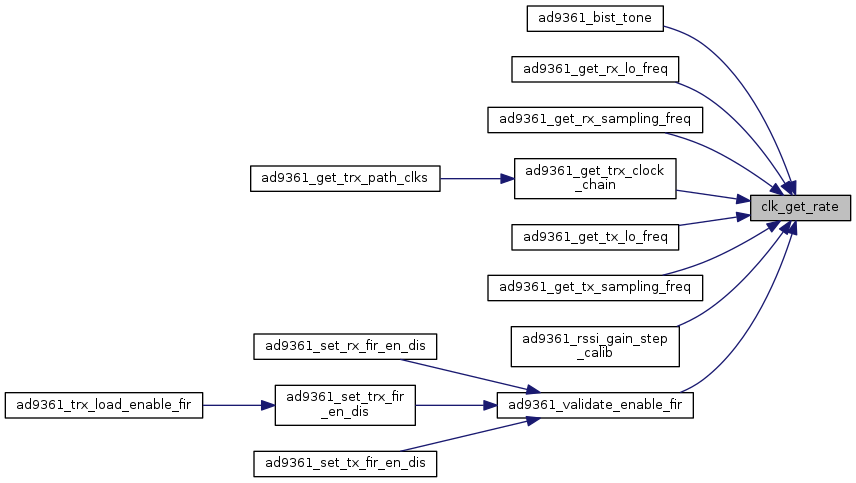 ad9361_bist_tone
ad9361_get_rx_lo_freq
ad9361_get_rx_sampling_freq
ad9361_get_trx_clock
_chain
ad9361_get_trx_path_clks
clk_get_rate
ad9361_get_tx_lo_freq
ad9361_get_tx_sampling_freq
ad9361_rssi_gain_step
_calib
ad9361_set_rx_fir_en_dis
ad9361_set_trx_fir
_en_dis
ad9361_trx_load_enable_fir
ad9361_validate_enable_fir
ad9361_set_tx_fir_en_dis